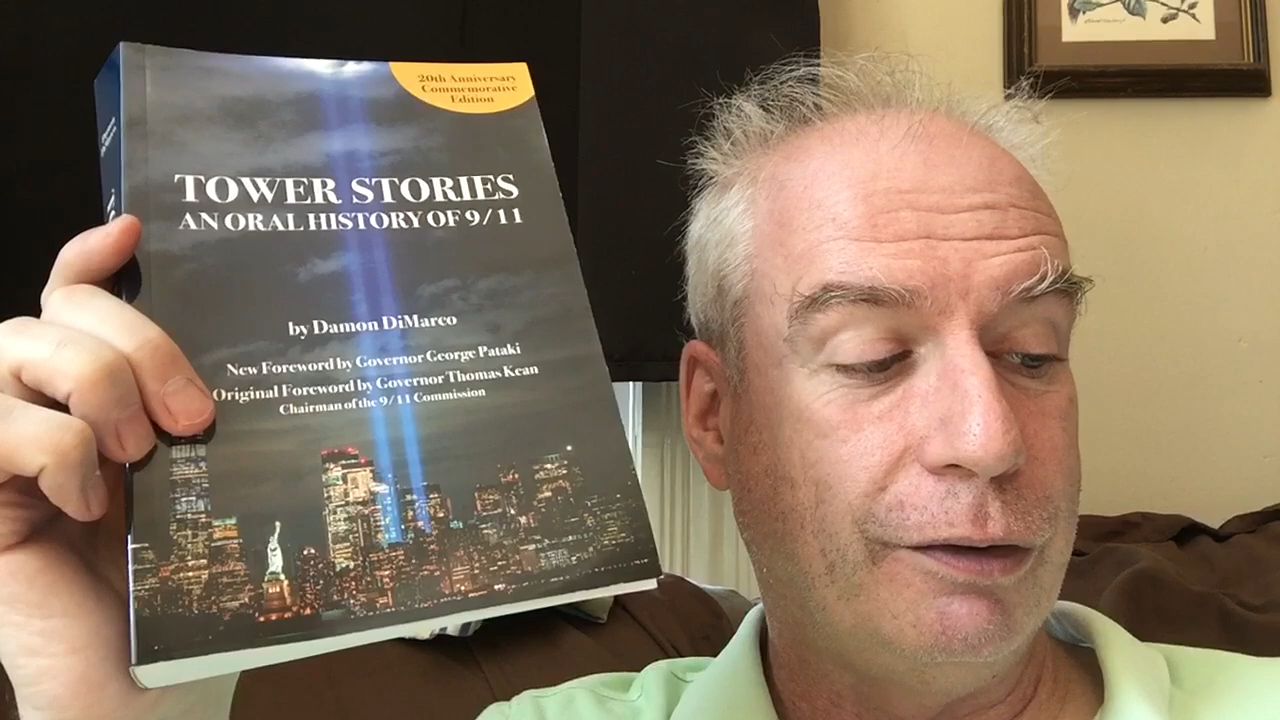 20th Anniversary
Commemorative
Edition
TOWER STORIES
AN ORAL HISTORY OF 9/11
by Damon DiMarco
New Foreword by Governor George Pataki
Original Foreword by Governor Thomas Kean
Chairman of the 9/11 Commission